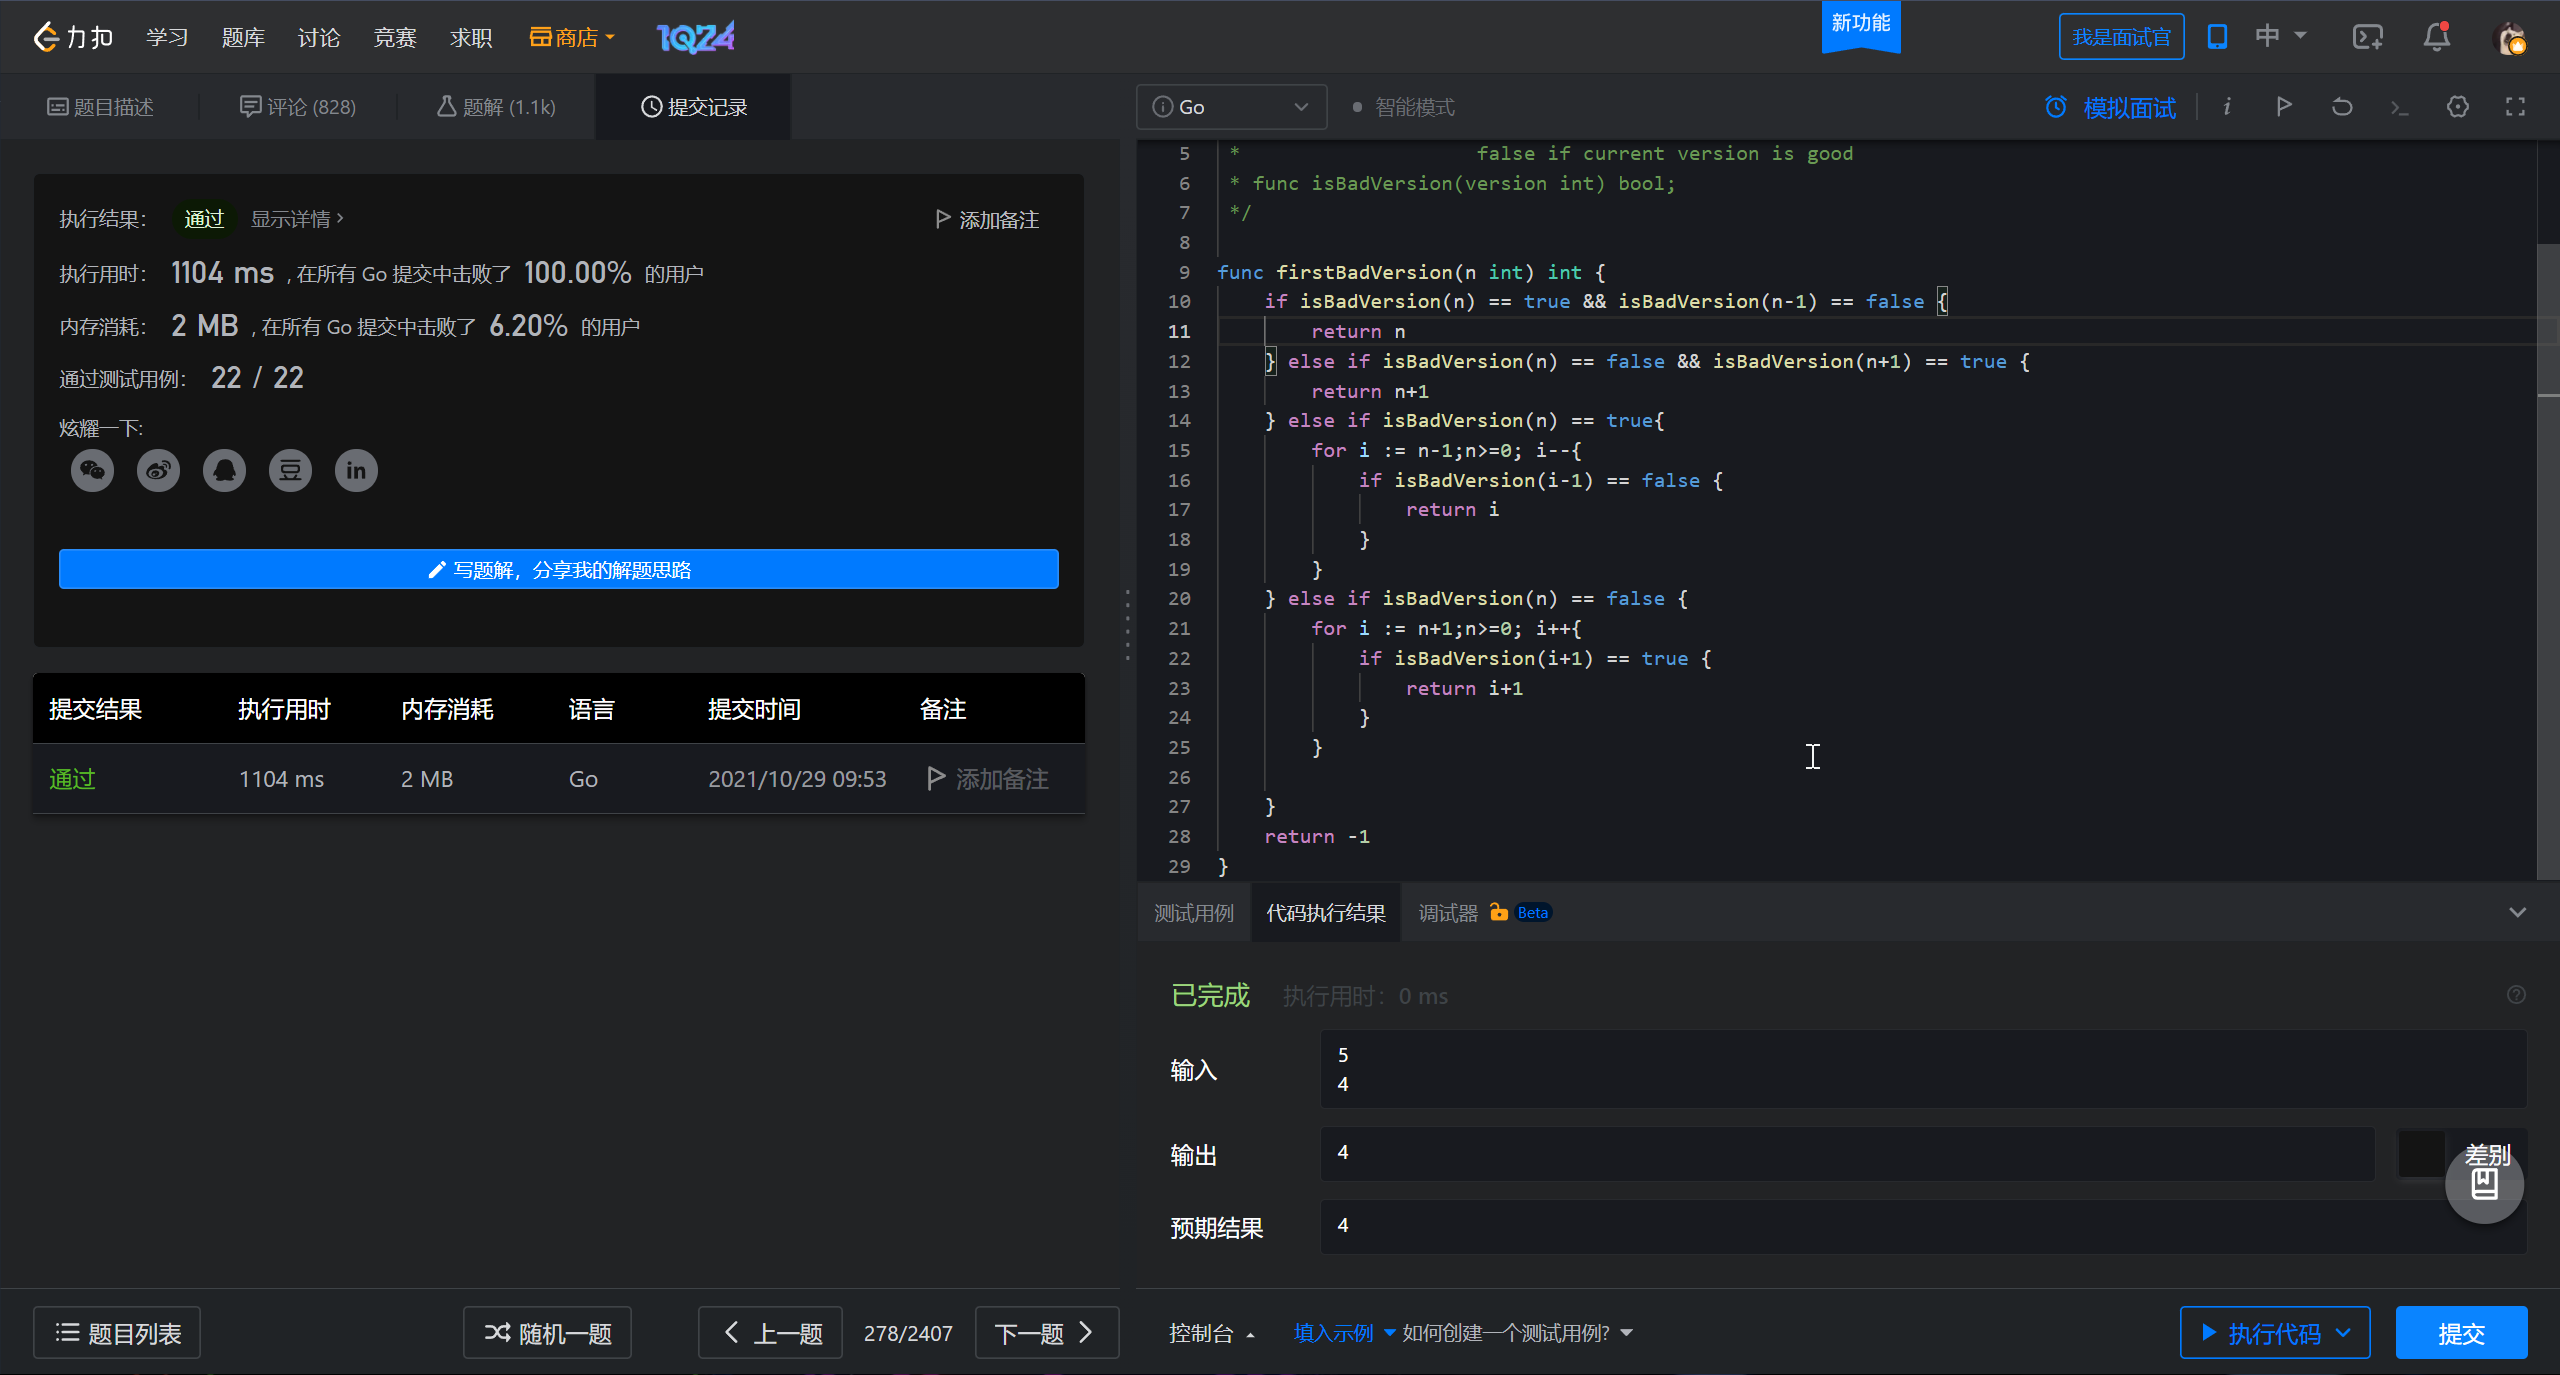 力扣 学习 题库 讨论 竞赛 求职 商店 1024 新功能 我是面试官 中
题目描述 评论 (828) 题解 (1.1k) 提交记录
执行结果： 通过 显示详情 > 添加备注
执行用时： 1104 ms , 在所有 Go 提交中击败了 100.00% 的用户
内存消耗： 2 MB , 在所有 Go 提交中击败了 6.20% 的用户
通过测试用例： 22 / 22
炫耀一下:
豆 in
写题解，分享我的解题思路
提交结果 执行用时 内存消耗 语言 提交时间 备注
通过 1104 ms 2 MB Go 2021/10/29 09:53 添加备注
题目列表 随机一题 上一题 278/2407 下一题
i Go 智能模式 模拟面试 i
5 * false if current version is good
6 * func isBadVersion(version int) bool;
7 */
8
9 func firstBadVersion(n int) int {
10 if isBadVersion(n) == true && isBadVersion(n-1) == false {
11 return n
12 } else if isBadVersion(n) == false && isBadVersion(n+1) == true {
13 return n+1
14 } else if isBadVersion(n) == true{
15 for i := n-1;n>=0; i--{
16 if isBadVersion(i-1) == false {
17 return i
18 }
19 }
20 } else if isBadVersion(n) == false {
21 for i := n+1;n>=0; i++{
22 if isBadVersion(i+1) == true {
23 return i+1
24 }
25 }
26
27 }
28 return -1
29 }
测试用例 代码执行结果 调试器 Beta
已完成 执行用时：0 ms
输入
5
4
输出 4 差别
预期结果 4
控制台 填入示例 如何创建一个测试用例? 执行代码 提交